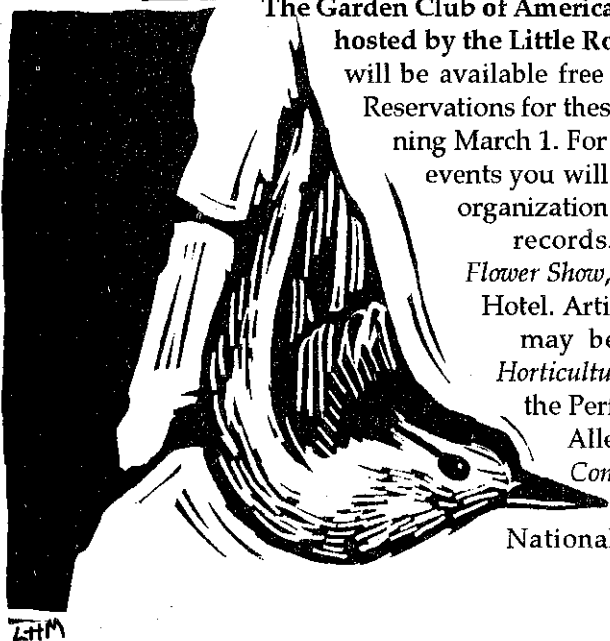 The Garden Club of America
hosted by the Little Ro
will be available free
Reservations for thes
ning March 1. For
events you will
organization
records.
Flower Show,
Hotel. Arti
may be
Horticultu
the Per
Alle
Con
National
LHM